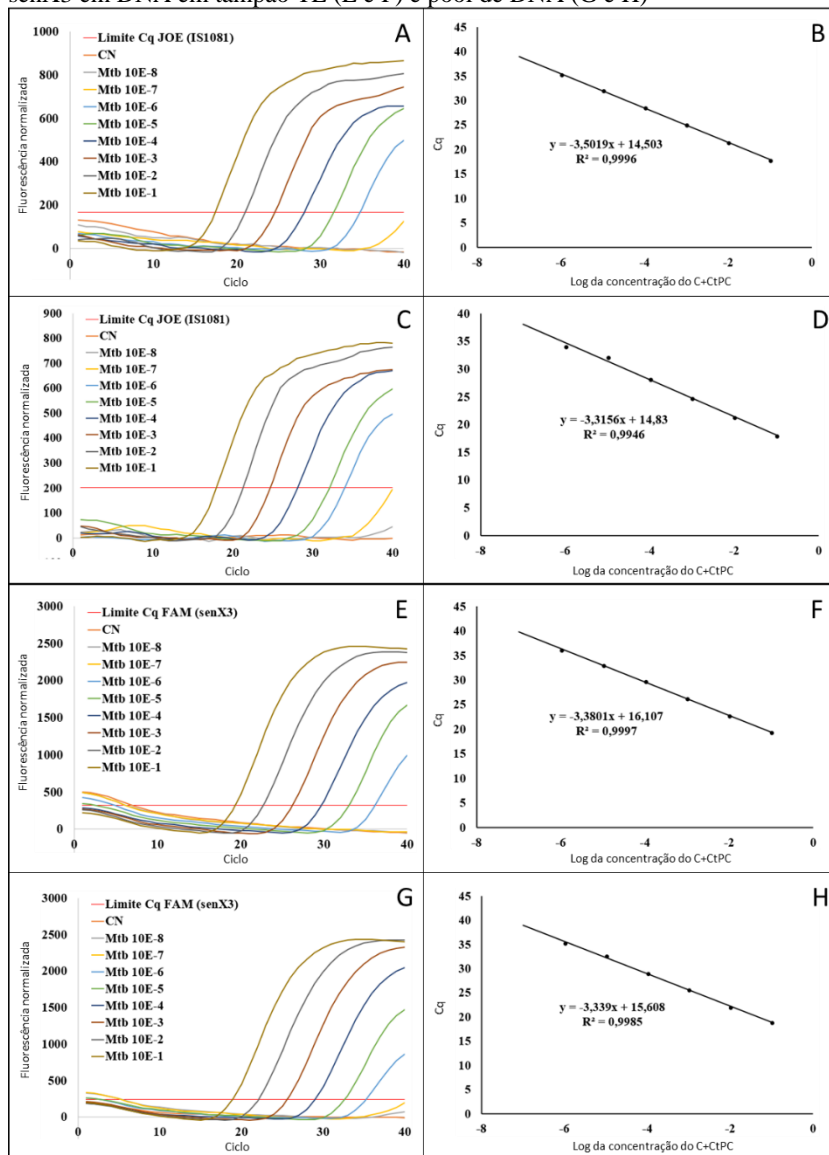 senX3 em DNA em tampão TE (E e F) e pool de DNA (G e H)
A
1000
800
600
400
200
0
Fluorescência normalizada
Limite Cq JOE (IS1081)
CN
Mtb 10E-8
Mtb 10E-7
Mtb 10E-6
Mtb 10E-5
Mtb 10E-4
Mtb 10E-3
Mtb 10E-2
Mtb 10E-1
0 10 20 30 40
Ciclo
B
45
40
35
30
25
20
15
10
5
0
Cq
y = -3,5019x + 14,503
R² = 0,9996
-8 -6 -4 -2 0
Log da concentração do C+CtPC
C
900
800
700
600
500
400
300
200
100
0
Fluorescência normalizada
Limite Cq JOE (IS1081)
CN
Mtb 10E-8
Mtb 10E-7
Mtb 10E-6
Mtb 10E-5
Mtb 10E-4
Mtb 10E-3
Mtb 10E-2
Mtb 10E-1
0 10 20 30 40
Ciclo
D
40
35
30
25
20
15
10
5
0
Cq
y = -3,3156x + 14,83
R² = 0,9946
-8 -6 -4 -2 0
Log da concentração do C+CtPC
E
3000
2500
2000
1500
1000
500
0
Fluorescência normalizada
Limite Cq FAM (senX3)
CN
Mtb 10E-8
Mtb 10E-7
Mtb 10E-6
Mtb 10E-5
Mtb 10E-4
Mtb 10E-3
Mtb 10E-2
Mtb 10E-1
0 10 20 30 40
Ciclo
F
45
40
35
30
25
20
15
10
5
0
Cq
y = -3,3801x + 16,107
R² = 0,9997
-8 -6 -4 -2 0
Log da concentração do C+CtPC
G
3000
2500
2000
1500
1000
500
0
Fluorescência normalizada
Limite Cq FAM (senX3)
CN
Mtb 10E-8
Mtb 10E-7
Mtb 10E-6
Mtb 10E-5
Mtb 10E-4
Mtb 10E-3
Mtb 10E-2
Mtb 10E-1
0 10 20 30 40
Ciclo
H
45
40
35
30
25
20
15
10
5
0
Cq
y = -3,339x + 15,608
R² = 0,9985
-8 -6 -4 -2 0
Log da concentração do C+CtPC